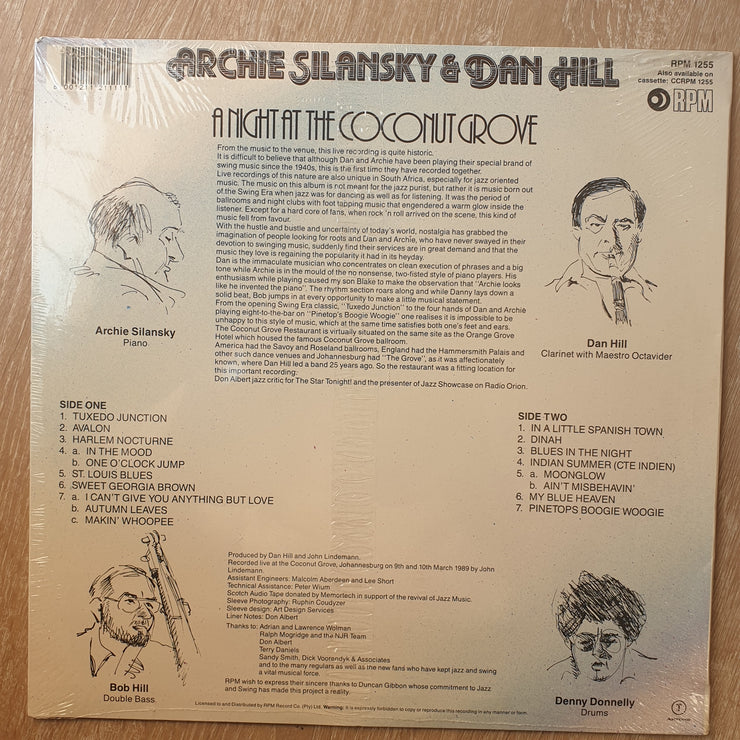 6 001211 211111
ARCHIE SILANSKY & DAN HILL
RPM 1255
Also available on
cassette: CCRPM 1255
RPM
A NIGHT AT THE COCONUT GROVE
From the music to the venue, this live recording is quite historic.
It is difficult to believe that although Dan and Archie have been playing their special brand of
swing music since the 1940s, this is the first time they have recorded together.
Live recordings of this nature are also unique in South Africa, especially for jazz oriented
music. The music on this album is not meant for the jazz purist, but rather it is music born out
of the Swing Era when jazz was for dancing as well as for listening. It was the period of
ballrooms and night clubs with foot tapping music that engendered a warm glow inside the
listener. Except for a hard core of fans, when rock 'n roll arrived on the scene, this kind of
music fell from favour.
With the hustle and bustle and uncertainty of today's world, nostalgia has grabbed the
imagination of people looking for roots and Dan and Archie, who have never swayed in their
devotion to swinging music, suddenly find their services are in great demand and that the
music they love is regaining the popularity it had in its heyday.
Dan is the immaculate musician who concentrates on clean execution of phrases and a big
tone while Archie is in the mould of the no nonsense, two-fisted style of piano players. His
enthusiasm while playing caused my son Blake to make the observation that "Archie looks
like he invented the piano". The rhythm section roars along and while Danny lays down a
solid beat, Bob jumps in at every opportunity to make a little musical statement.
From the opening Swing Era classic, "Tuxedo Junction" to the four hands of Dan and Archie
playing eight-to-the-bar on "Pinetop's Boogie Woogie" one realises it is impossible to be
unhappy to this style of music, which at the same time satisfies both one's feet and ears.
The Coconut Grove Restaurant is virtually situated on the same site as the Orange Grove
Hotel which housed the famous Coconut Grove ballroom.
America had the Savoy and Roseland ballrooms, England had the Hammersmith Palais and
other such dance venues and Johannesburg had "The Grove", as it was affectionately
known, where Dan Hill led a band 25 years ago. So the restaurant was a fitting location for
this important recording.
Don Albert jazz critic for The Star Tonight! and the presenter of Jazz Showcase on Radio Orion.
Archie Silansky
Piano
Dan Hill
Clarinet with Maestro Octavider
SIDE ONE
1. TUXEDO JUNCTION
2. AVALON
3. HARLEM NOCTURNE
4. a. IN THE MOOD
b. ONE O'CLOCK JUMP
5. ST. LOUIS BLUES
6. SWEET GEORGIA BROWN
7. a. I CAN'T GIVE YOU ANYTHING BUT LOVE
b. AUTUMN LEAVES
c. MAKIN' WHOOPEE
SIDE TWO
1. IN A LITTLE SPANISH TOWN
2. DINAH
3. BLUES IN THE NIGHT
4. INDIAN SUMMER (CTE INDIEN)
5. a. MOONGLOW
b. AIN'T MISBEHAVIN'
6. MY BLUE HEAVEN
7. PINETOPS BOOGIE WOOGIE
Produced by Dan Hill and John Lindemann.
Recorded live at the Coconut Grove, Johannesburg on 9th and 10th March 1989 by John
Lindemann.
Assistant Engineers: Malcolm Aberdeen and Lee Short
Technical Assistance: Peter Wium
Scotch Audio Tape donated by Memortech in support of the revival of Jazz Music.
Sleeve Photography: Ruphin Coudyzer
Sleeve design: Art Design Services
Liner Notes: Don Albert
Thanks to: Adrian and Lawrence Wolman
Ralph Mogridge and the NJR Team
Don Albert
Terry Daniels
Sandy Smith, Dick Voorendyk & Associates
and to the many regulars as well as the new fans who have kept jazz and swing
a vital musical force.
RPM wish to express their sincere thanks to Duncan Gibbon whose commitment to Jazz
and Swing has made this project a reality.
Bob Hill
Double Bass
Denny Donnelly
Drums
Licensed to and Distributed by RPM Record Co. (Pty) Ltd. Warning: It is expressly forbidden to copy or reproduce this recording in any manner or form.